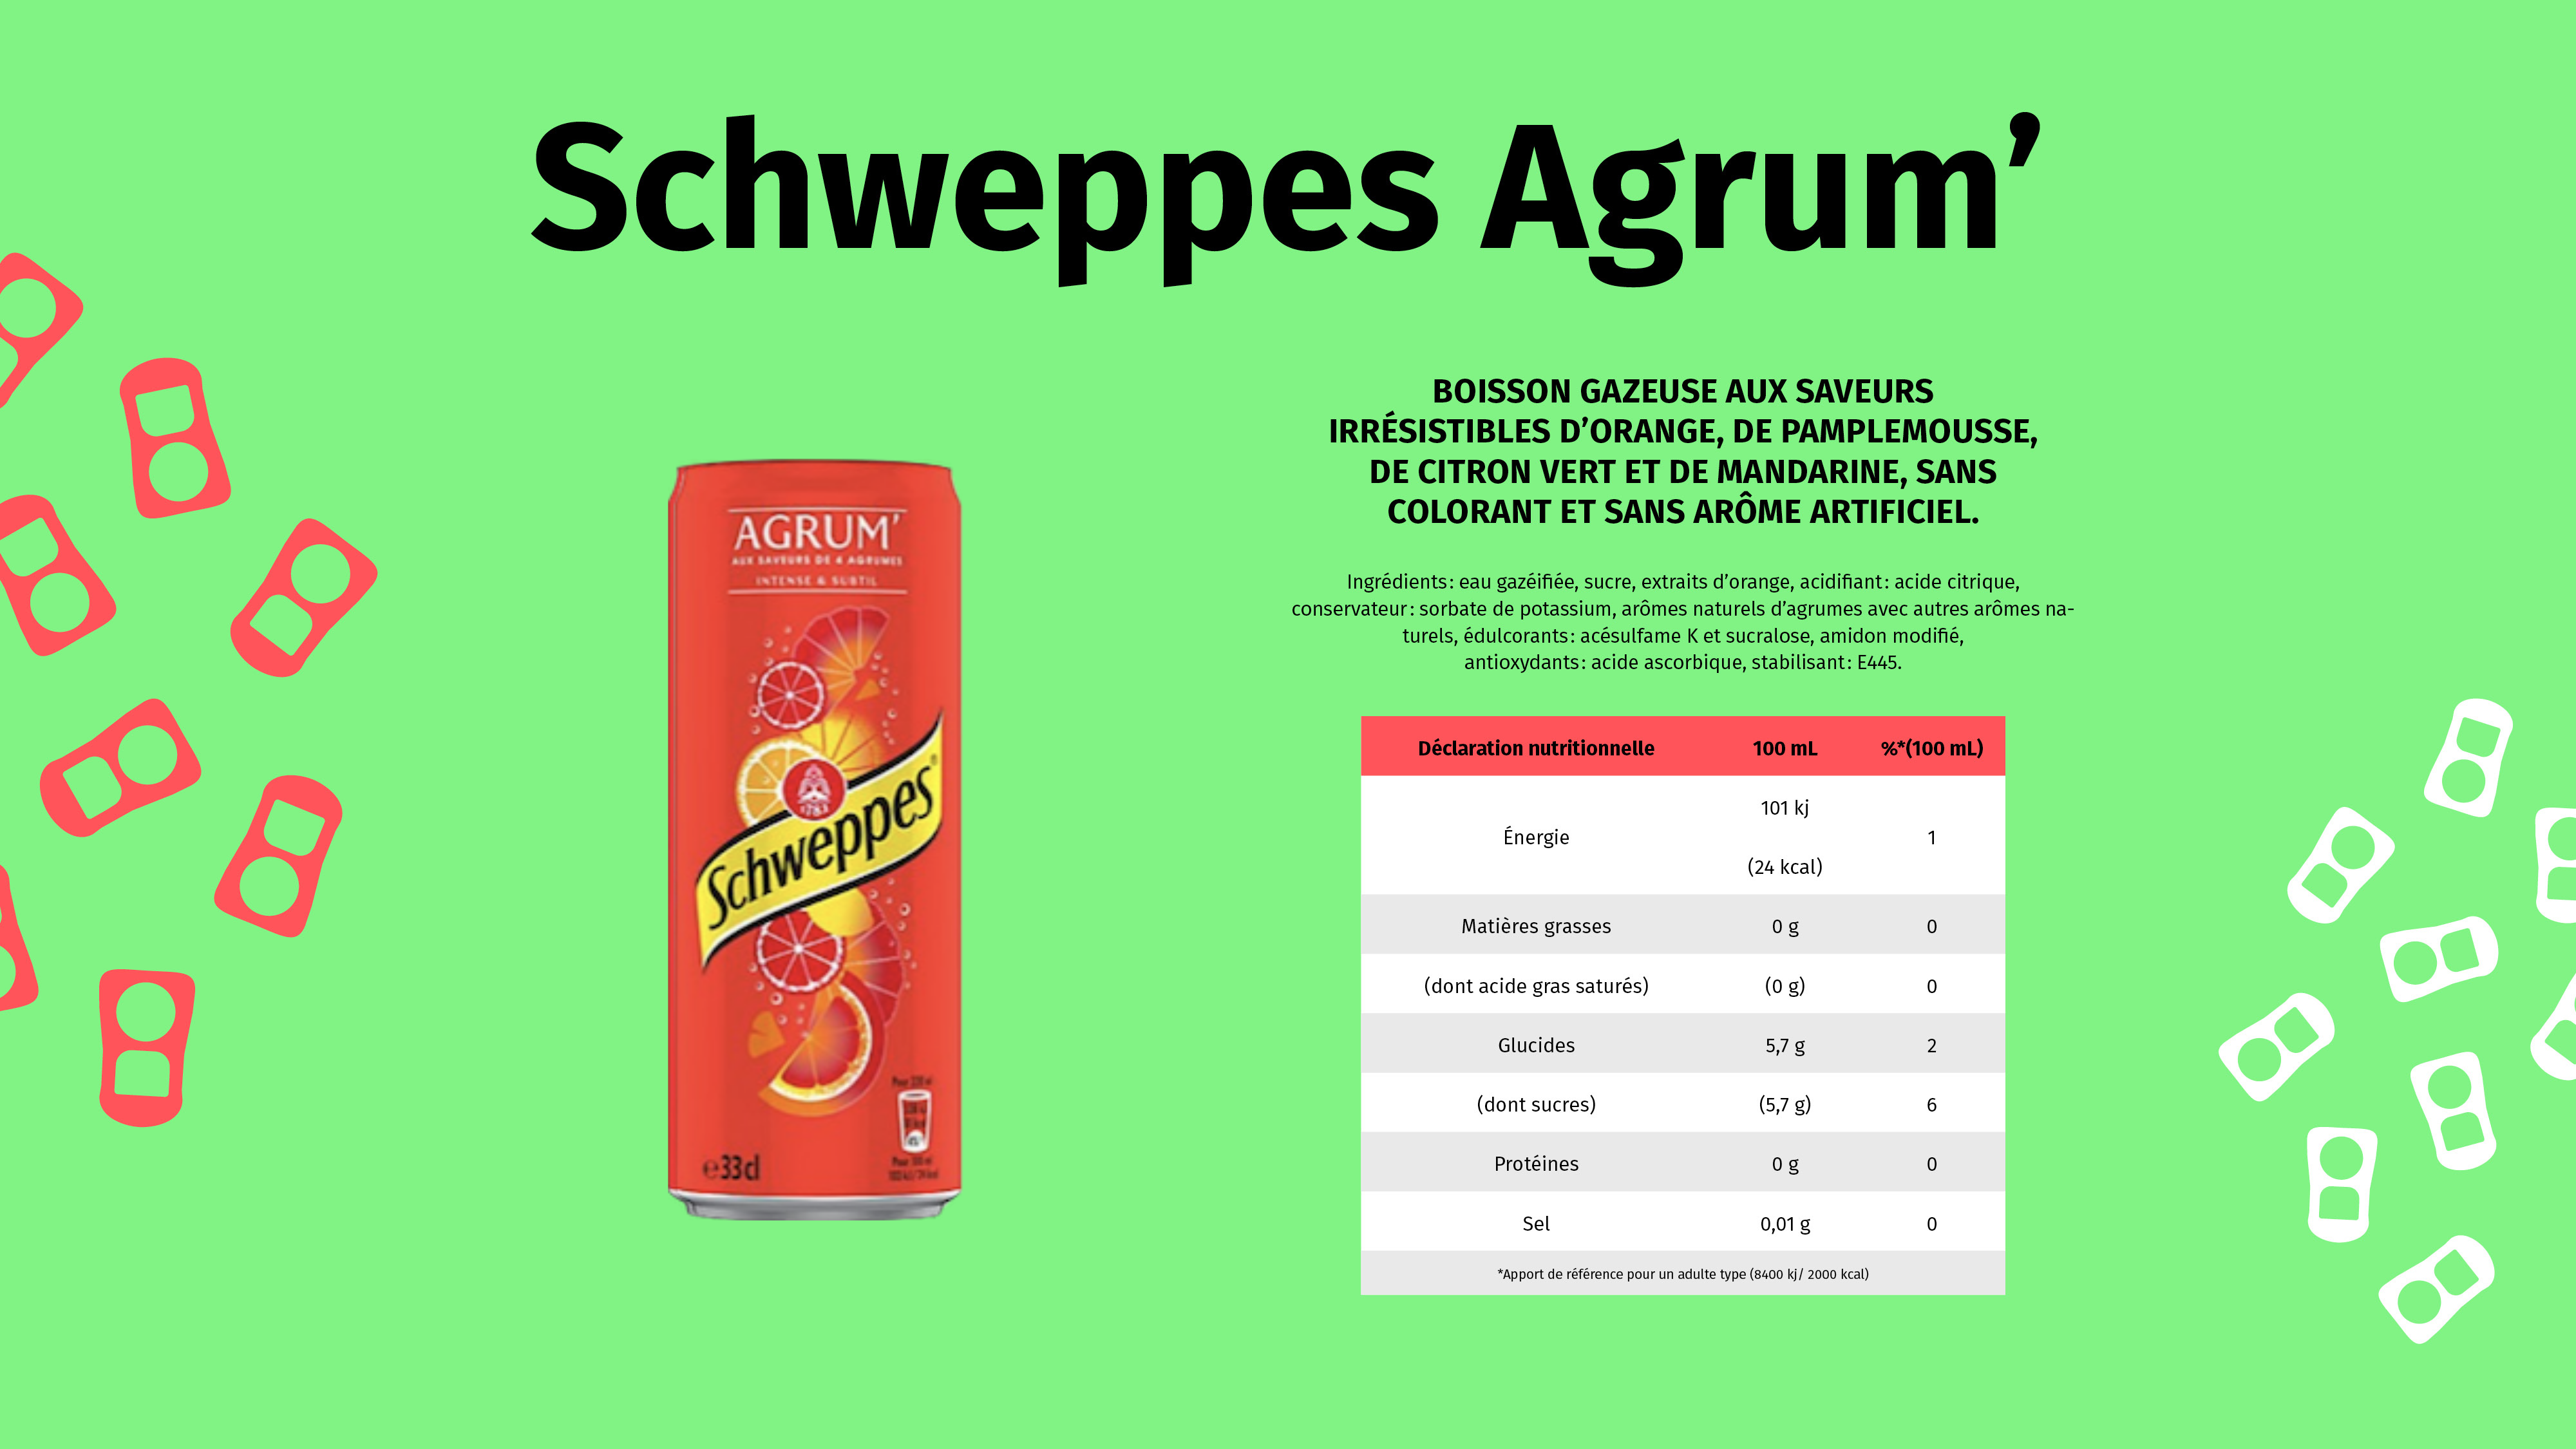 Schweppes Agrum’
BOISSON GAZEUSE AUX SAVEURS
IRRÉSISTIBLES D’ORANGE, DE PAMPLEMOUSSE,
DE CITRON VERT ET DE MANDARINE, SANS
COLORANT ET SANS ARÔME ARTIFICIEL.
Ingrédients : eau gazéifiée, sucre, extraits d’orange, acidifiant : acide citrique,
conservateur : sorbate de potassium, arômes naturels d’agrumes avec autres arômes na-
turels, édulcorants : acésulfame K et sucralose, amidon modifié,
antioxydants : acide ascorbique, stabilisant : E445.
AGRUM’
AUX SAVEURS DE 4 AGRUMES
INTENSE & SUBTIL
1783
Schweppes
℮33cl
Déclaration nutritionnelle 100 mL %*(100 mL)
Énergie 101 kj (24 kcal) 1
Matières grasses 0 g 0
(dont acide gras saturés) (0 g) 0
Glucides 5,7 g 2
(dont sucres) (5,7 g) 6
Protéines 0 g 0
Sel 0,01 g 0
*Apport de référence pour un adulte type (8400 kj/ 2000 kcal)